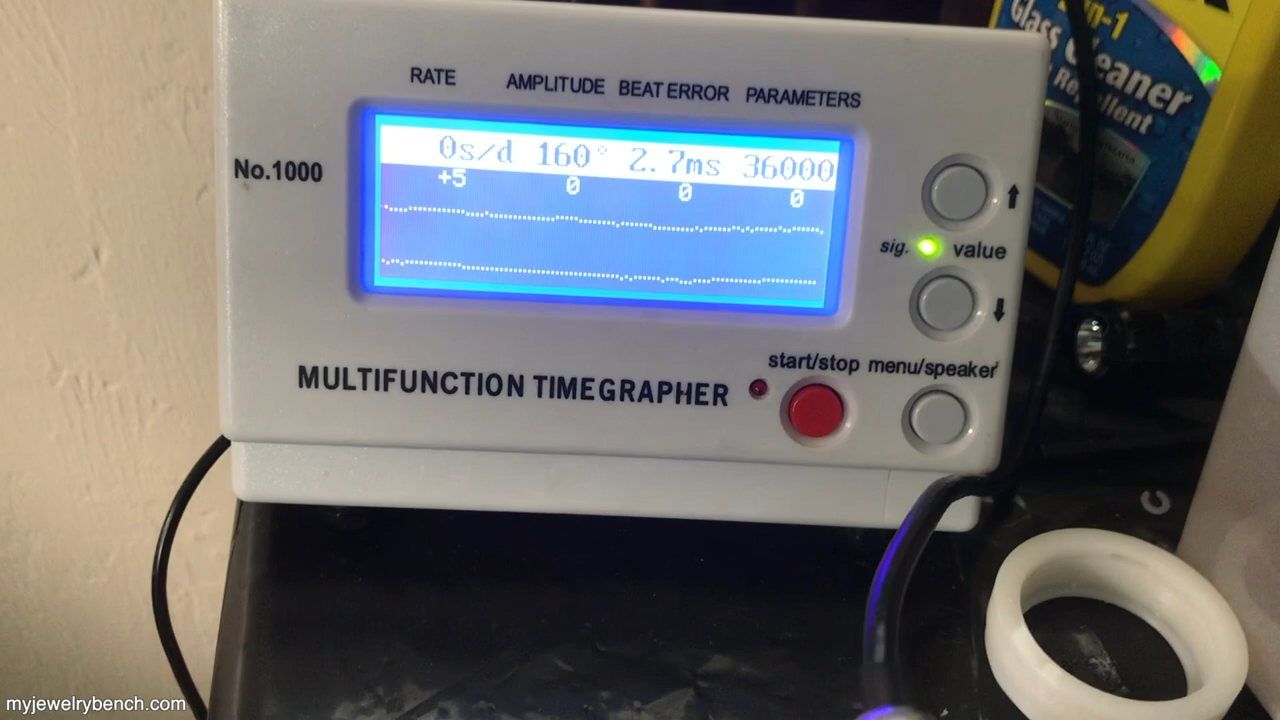 RATE AMPLITUDE BEAT ERROR PARAMETERS
No.1000
0s/d 160° 2.7ms 36000
+5 0 0 0
sig. value
start/stop menu/speaker
MULTIFUNCTION TIMEGRAPHER
Glass Cleaner
myjewelrybench.com